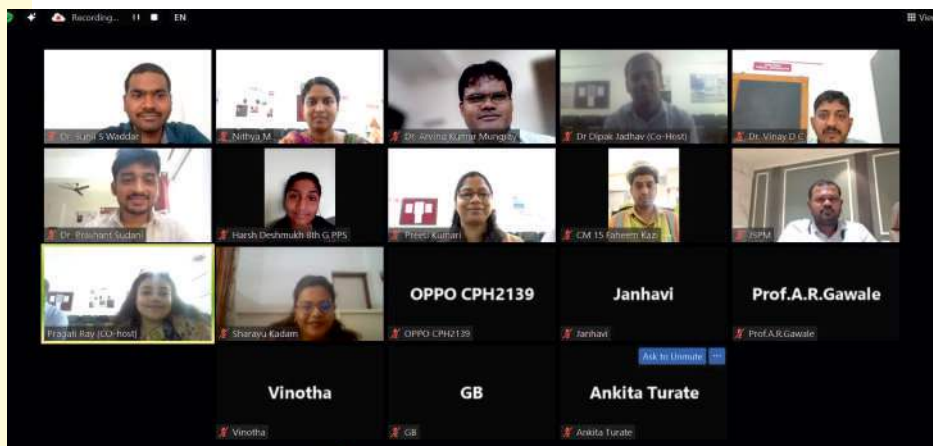 Recording... EN View
Dr. Sunil S Waddar
Nithya M
Dr. Arvind Kumar
Dr Dipak Jadhav (Co-Host)
Dr. Vinay D C
Dr. Prashant Sudani
Harsh Deshmukh 8th G PPS
Preesi Kumari
CM 15 Faheem Kazi
JSPM
Pragati Ray (CO-host)
Sharayu Kadam
OPPO CPH2139
OPPO CPH2139
Janhavi
Janhavi
Prof.A.R.Gawale
Prof.A.R.Gawale
Vinotha
Vinotha
GB
GB
Ask to Unmute ...
Ankita Turate
Ankita Turate